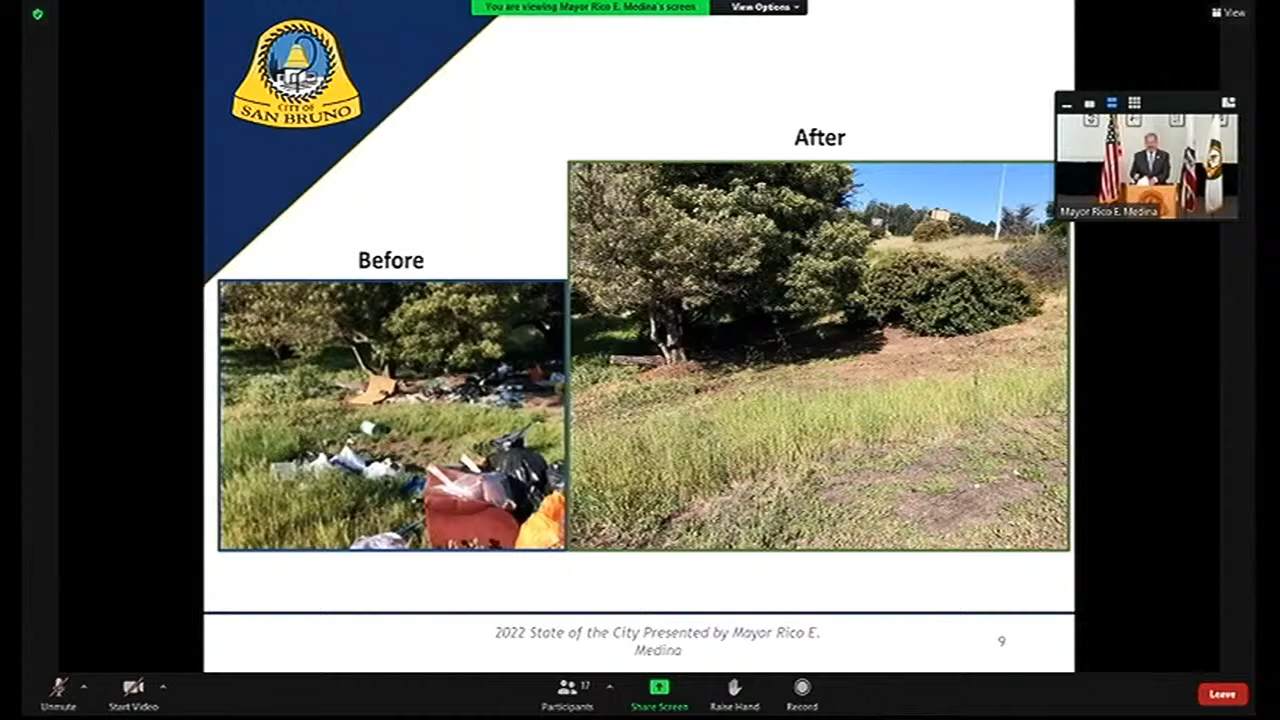 You are viewing Mayor Rico E. Medina's screen
View Options
View
CITY OF
SAN BRUNO
After
Before
Mayor Rico E. Medina
2022 State of the City Presented by Mayor Rico E.
Medina
9
Unmute
Start Video
17
Participants
Share Screen
Raise Hand
Record
Leave